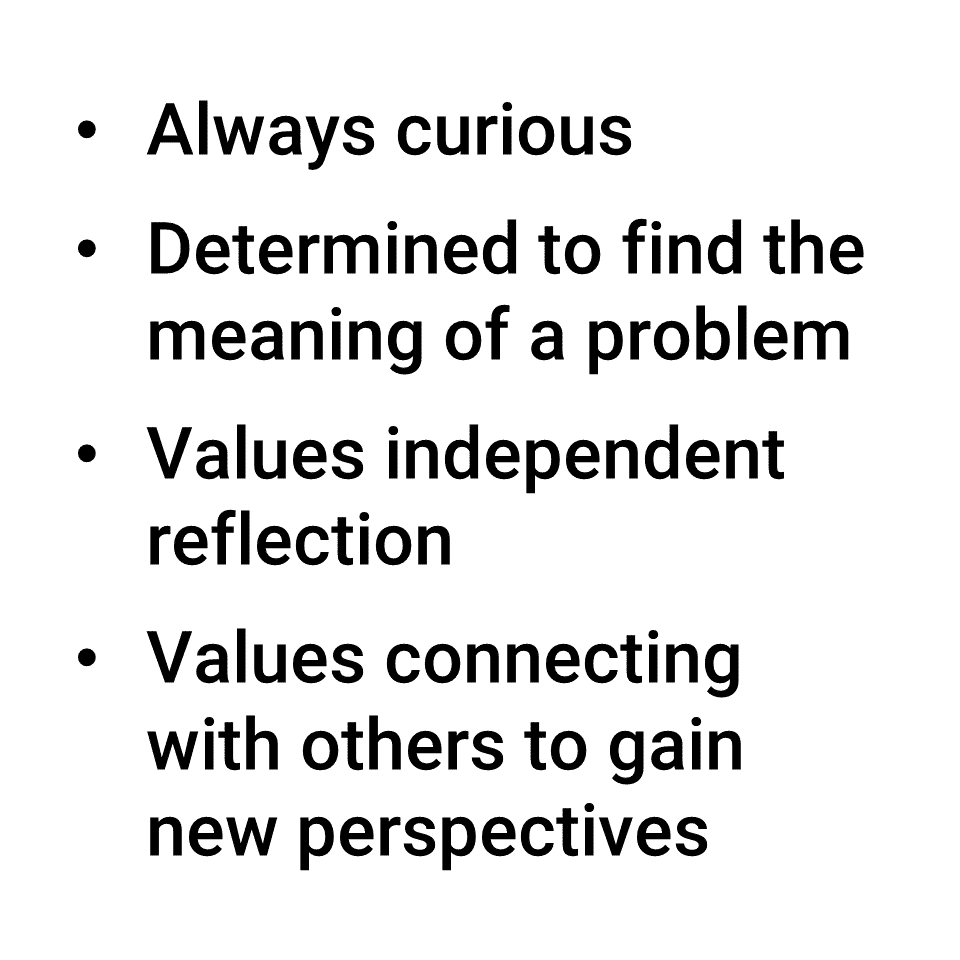 • Always curious
• Determined to find the
meaning of a problem
• Values independent
reflection
• Values connecting
with others to gain
new perspectives